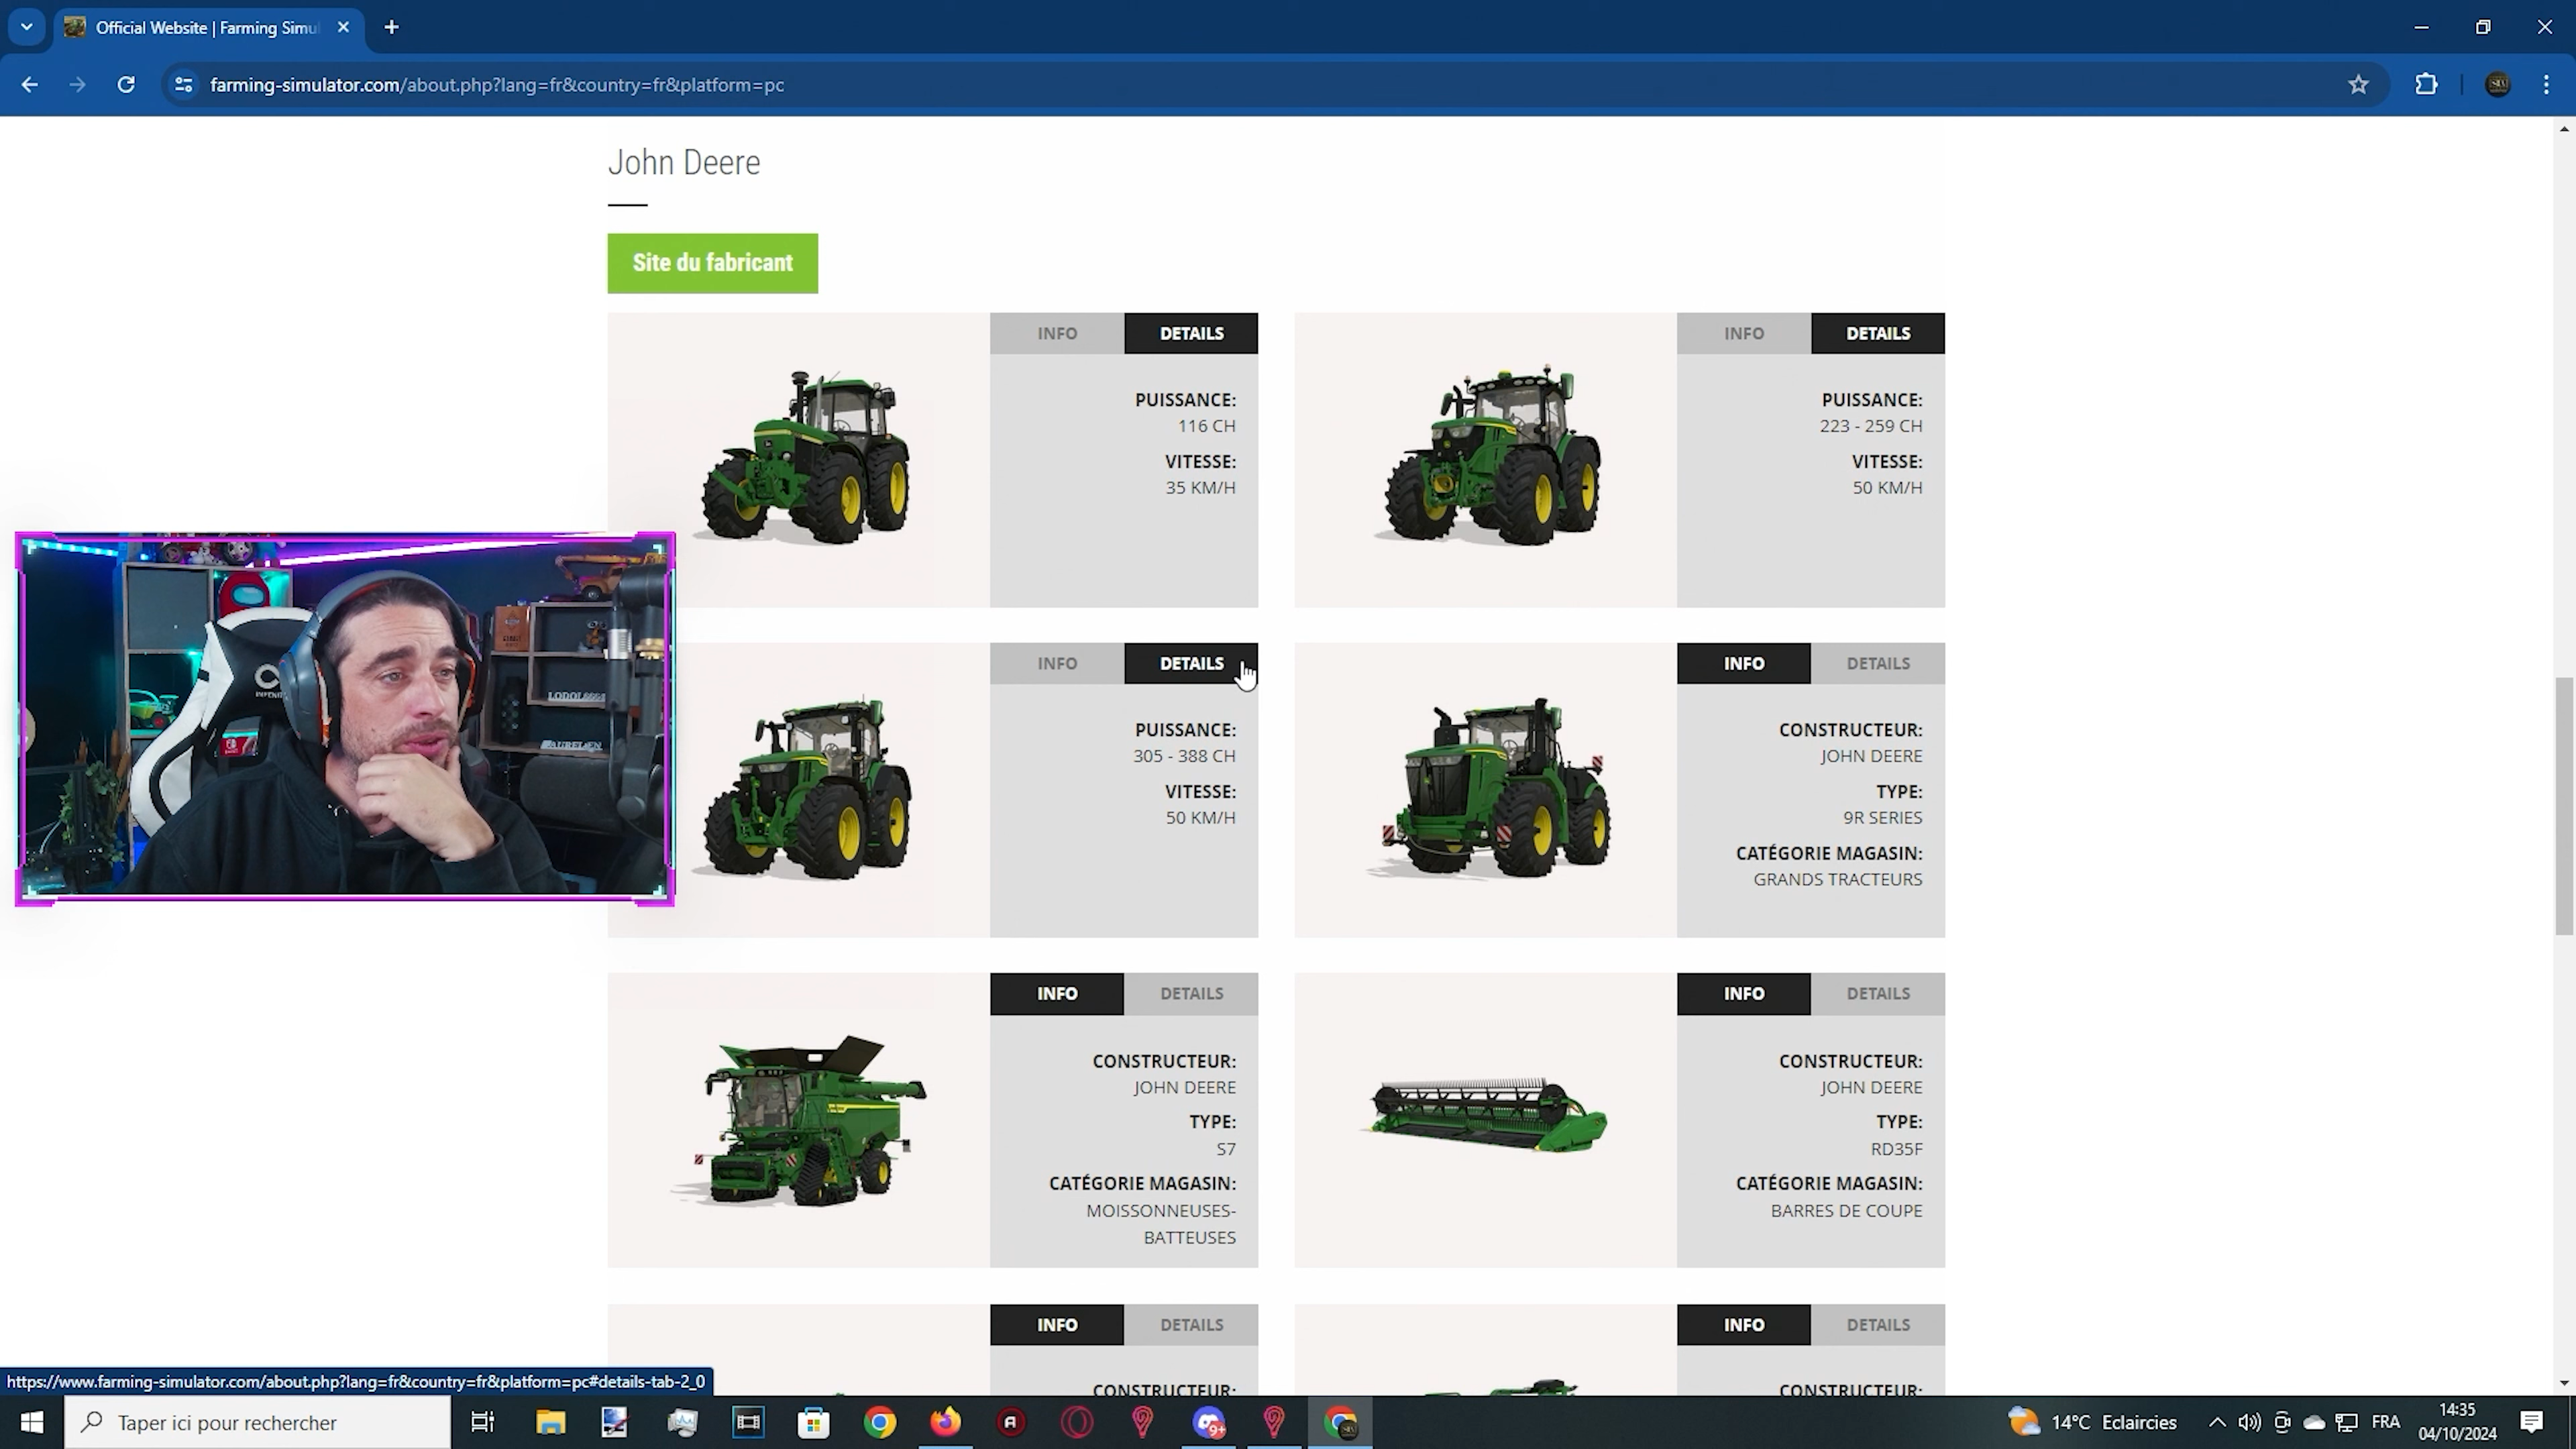 Official Website | Farming Simu
farming-simulator.com/about.php?lang=fr&country=fr&platform=pc
John Deere
Site du fabricant
INFO
DETAILS
PUISSANCE:
116 CH
VITESSE:
35 KM/H
INFO
DETAILS
PUISSANCE:
223 - 259 CH
VITESSE:
50 KM/H
INFO
DETAILS
PUISSANCE:
305 - 388 CH
VITESSE:
50 KM/H
INFO
DETAILS
CONSTRUCTEUR:
JOHN DEERE
TYPE:
9R SERIES
CATÉGORIE MAGASIN:
GRANDS TRACTEURS
INFO
DETAILS
CONSTRUCTEUR:
JOHN DEERE
TYPE:
S7
CATÉGORIE MAGASIN:
MOISSONNEUSES-
BATTEUSES
INFO
DETAILS
CONSTRUCTEUR:
JOHN DEERE
TYPE:
RD35F
CATÉGORIE MAGASIN:
BARRES DE COUPE
INFO
DETAILS
CONSTRUCTEUR:
INFO
DETAILS
CONSTRUCTEUR:
https://www.farming-simulator.com/about.php?lang=fr&country=fr&platform=pc#details-tab-2_0
Taper ici pour rechercher
9+
14°C Eclaircies
FRA
14:35
04/10/2024